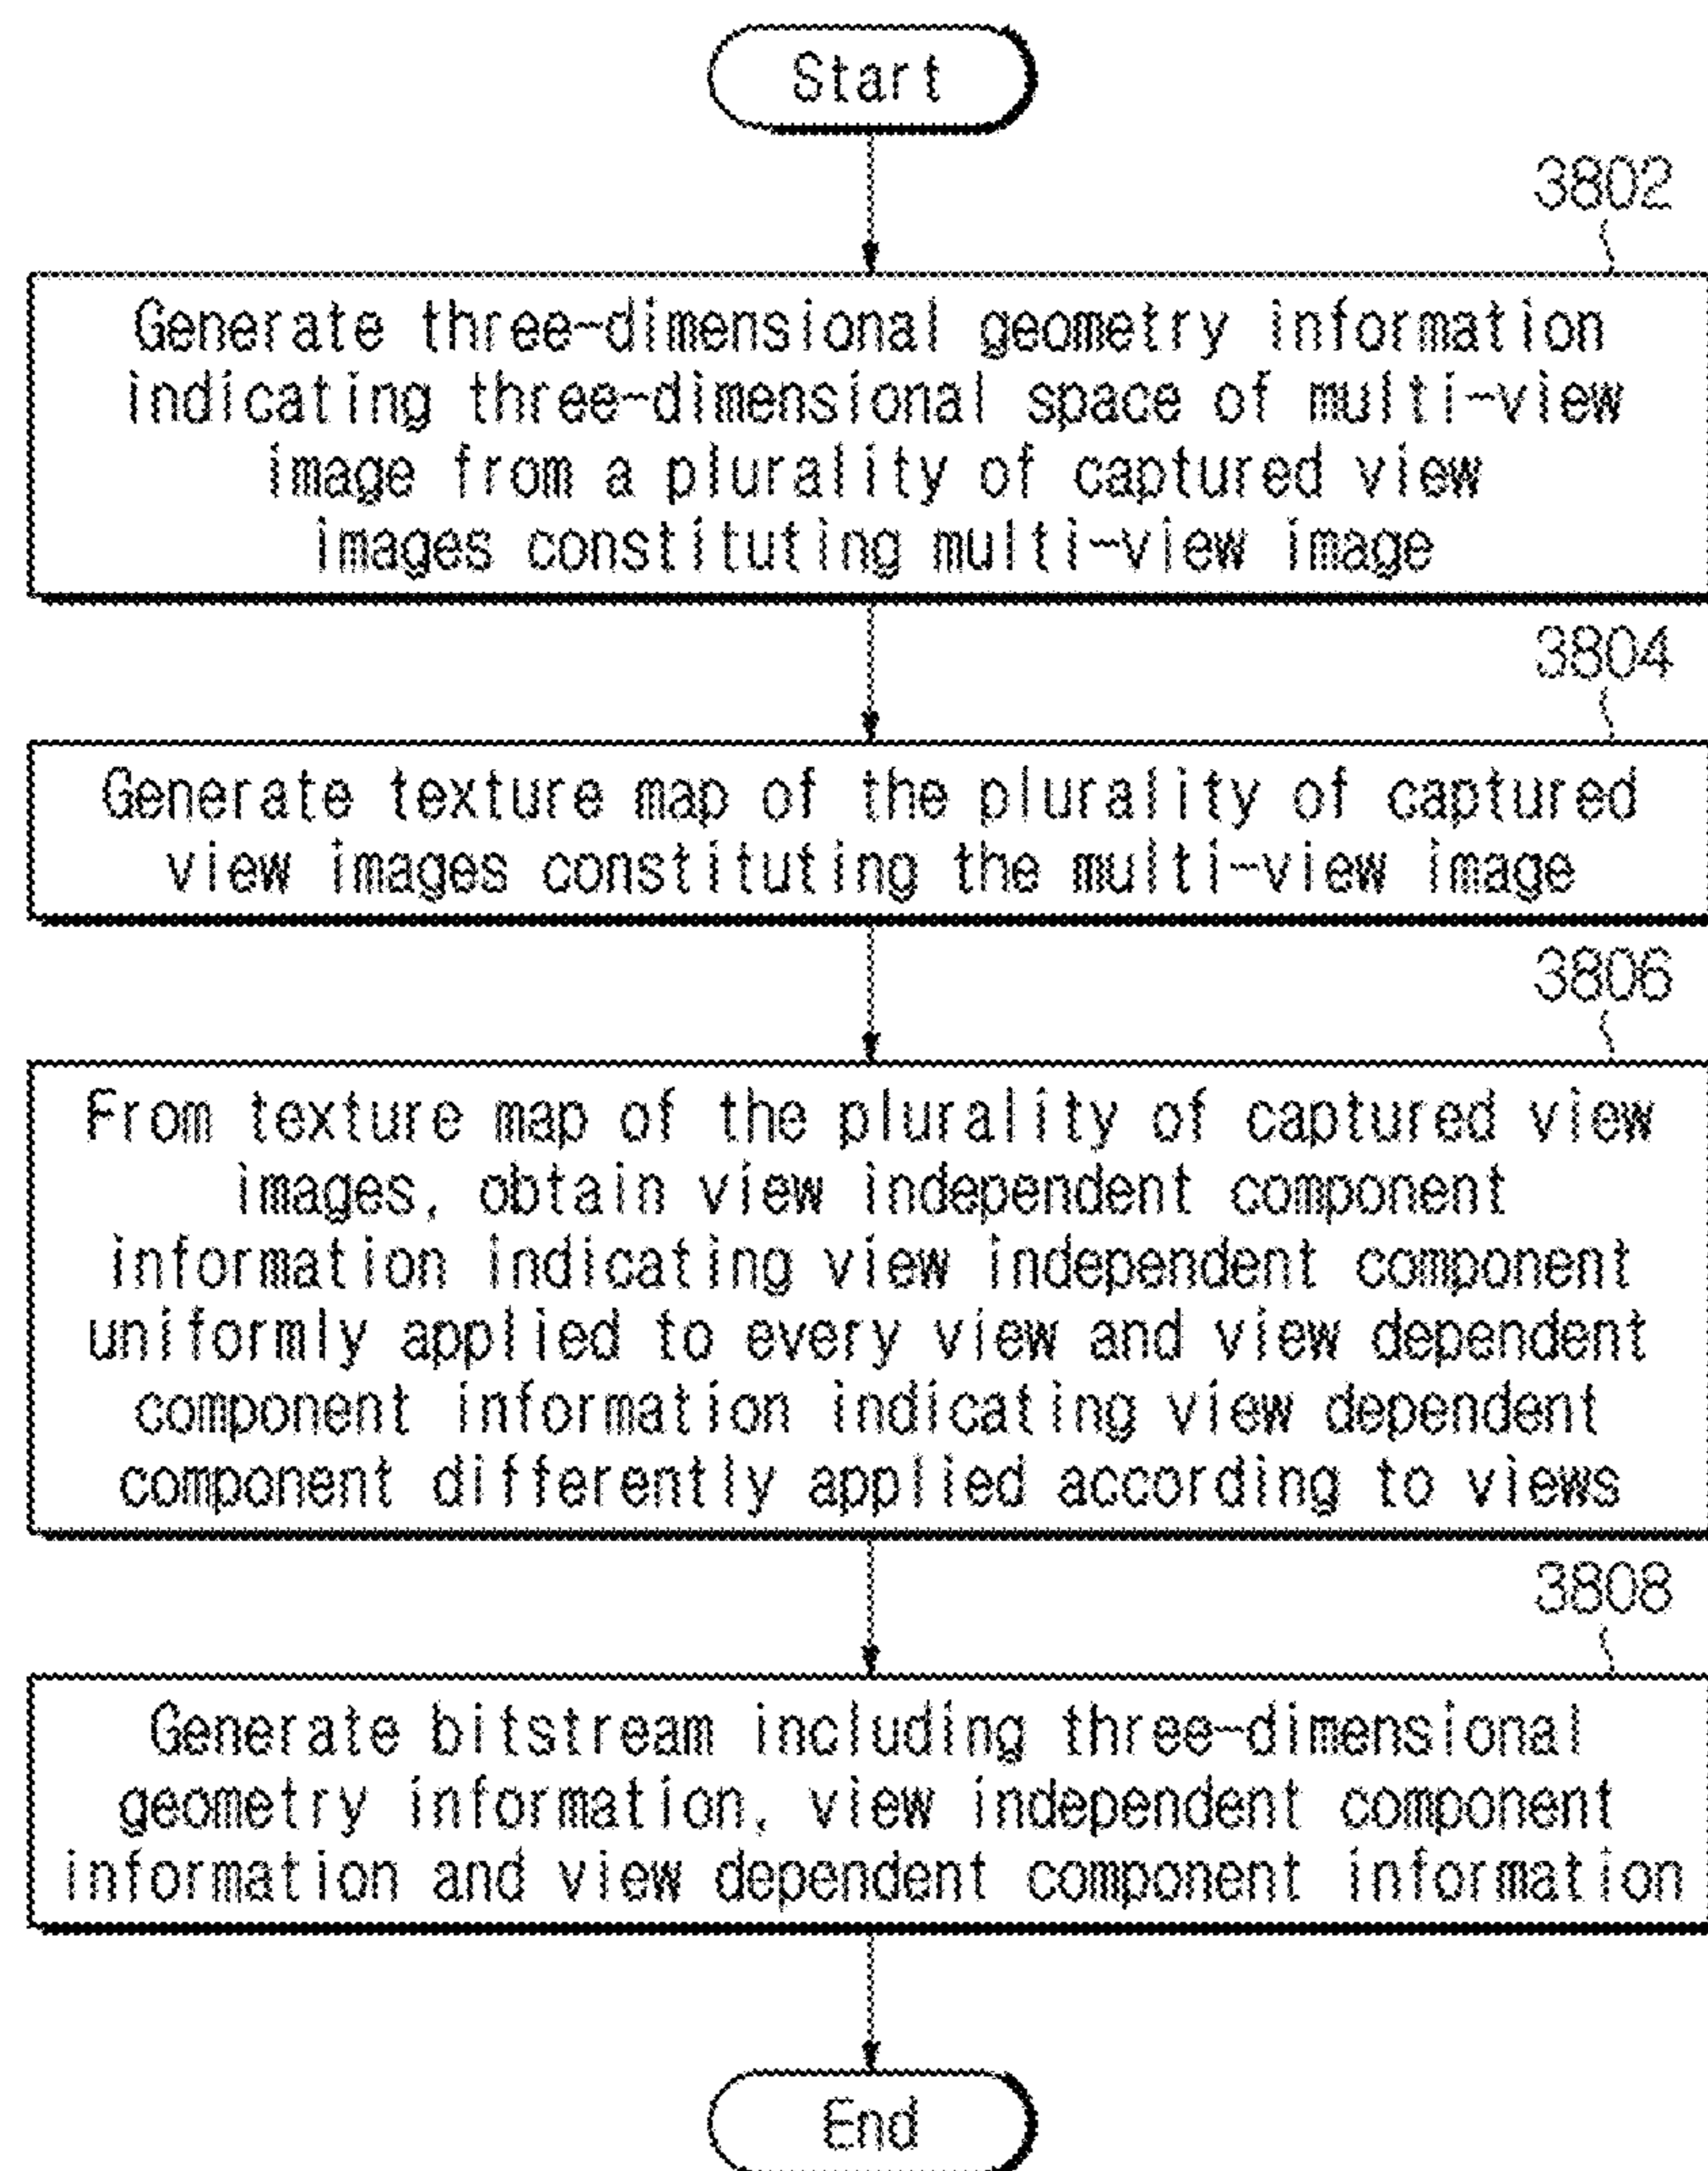 Start
3802
Generate three-dimensional geometry information
indicating three-dimensional space of multi-view
image from a plurality of captured view
images constituting multi-view image
3804
Generate texture map of the plurality of captured
view images constituting the multi-view image
3806
From texture map of the plurality of captured view
images, obtain view independent component
information indicating view independent component
uniformly applied to every view and view dependent
component information indicating view dependent
component differently applied according to views
3808
Generate bitstream including three-dimensional
geometry information, view independent component
information and view dependent component information
End